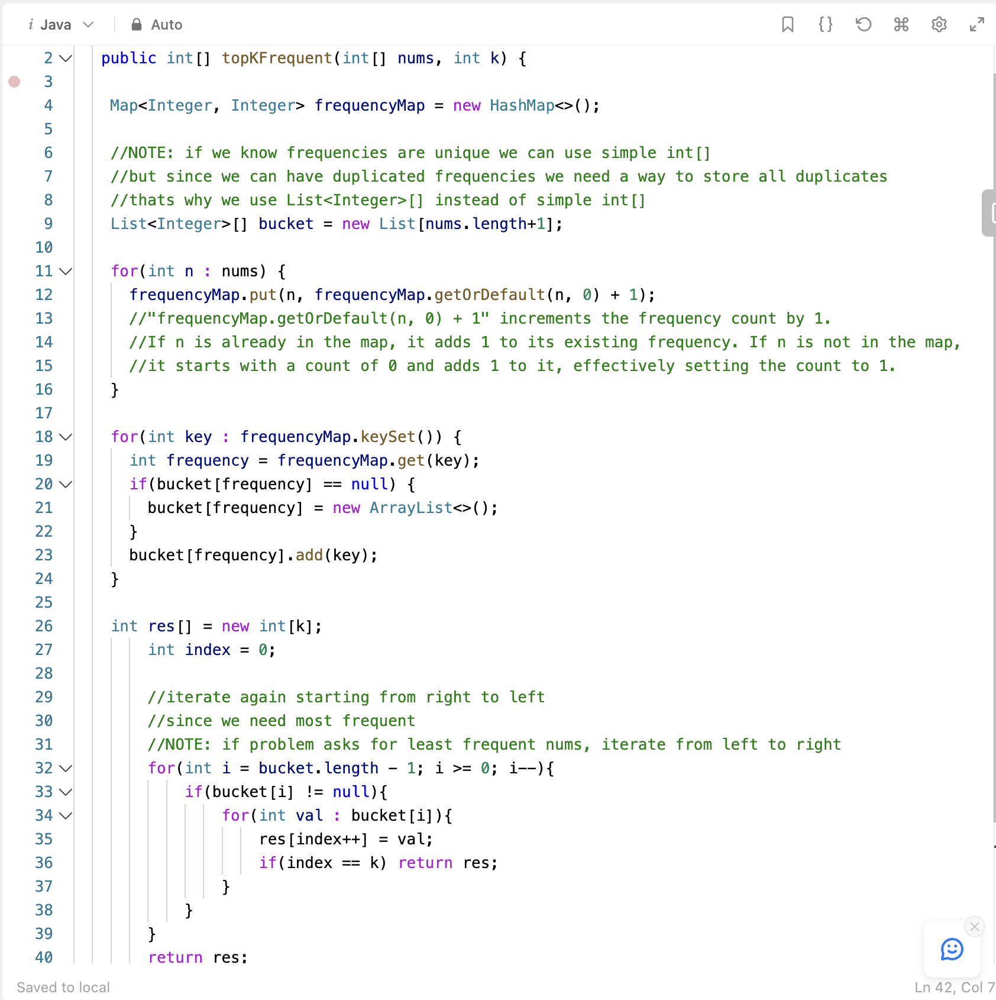 i Java Auto
2 public int[] topKFrequent(int[] nums, int k) {
3
4 Map<Integer, Integer> frequencyMap = new HashMap<>();
5
6 //NOTE: if we know frequencies are unique we can use simple int[]
7 //but since we can have duplicated frequencies we need a way to store all duplicates
8 //thats why we use List<Integer>[] instead of simple int[]
9 List<Integer>[] bucket = new List[nums.length+1];
10
11 for(int n : nums) {
12 frequencyMap.put(n, frequencyMap.getOrDefault(n, 0) + 1);
13 //"frequencyMap.getOrDefault(n, 0) + 1" increments the frequency count by 1.
14 //If n is already in the map, it adds 1 to its existing frequency. If n is not in the map,
15 //it starts with a count of 0 and adds 1 to it, effectively setting the count to 1.
16 }
17
18 for(int key : frequencyMap.keySet()) {
19 int frequency = frequencyMap.get(key);
20 if(bucket[frequency] == null) {
21 bucket[frequency] = new ArrayList<>();
22 }
23 bucket[frequency].add(key);
24 }
25
26 int res[] = new int[k];
27 int index = 0;
28
29 //iterate again starting from right to left
30 //since we need most frequent
31 //NOTE: if problem asks for least frequent nums, iterate from left to right
32 for(int i = bucket.length - 1; i >= 0; i--){
33 if(bucket[i] != null){
34 for(int val : bucket[i]){
35 res[index++] = val;
36 if(index == k) return res;
37 }
38 }
39 }
40 return res;
Saved to local Ln 42, Col 7